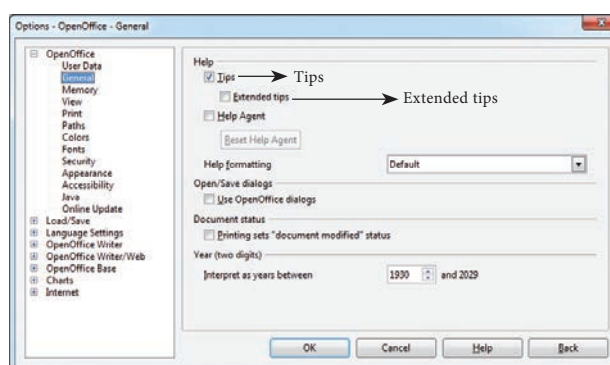 Options - OpenOffice - General
OpenOffice
User Data
General
Memory
View
Print
Paths
Colors
Fonts
Security
Appearance
Accessibility
Java
Online Update
Load/Save
Language Settings
OpenOffice Writer
OpenOffice Writer/Web
OpenOffice Base
Charts
Internet
Help
Tips Tips
Extended tips Extended tips
Help Agent
Reset Help Agent
Help formatting Default
Open/Save dialogs
Use OpenOffice dialogs
Document status
Printing sets "document modified" status
Year (two digits)
Interpret as years between 1930 and 2029
OK Cancel Help Back